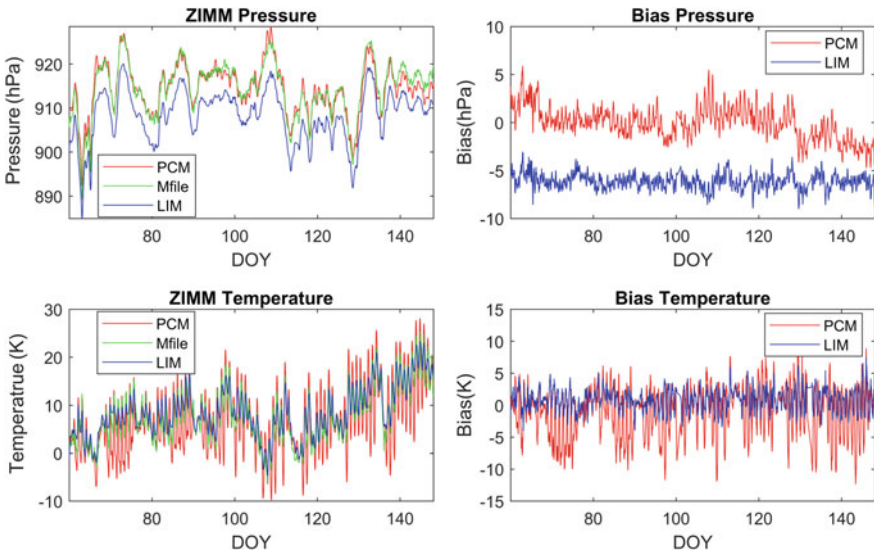 ZIMM Pressure
Pressure (hPa)
920
910
900
890
PCM
Mfile
LIM
80 100 120 140
DOY
Bias Pressure
Bias(hPa)
10
5
0
-5
-10
PCM
LIM
80 100 120 140
DOY
ZIMM Temperature
Temperatrue (K)
30
20
10
0
-10
PCM
Mfile
LIM
80 100 120 140
DOY
Bias Temperature
Bias(K)
15
10
5
0
-5
-10
-15
PCM
LIM
80 100 120 140
DOY